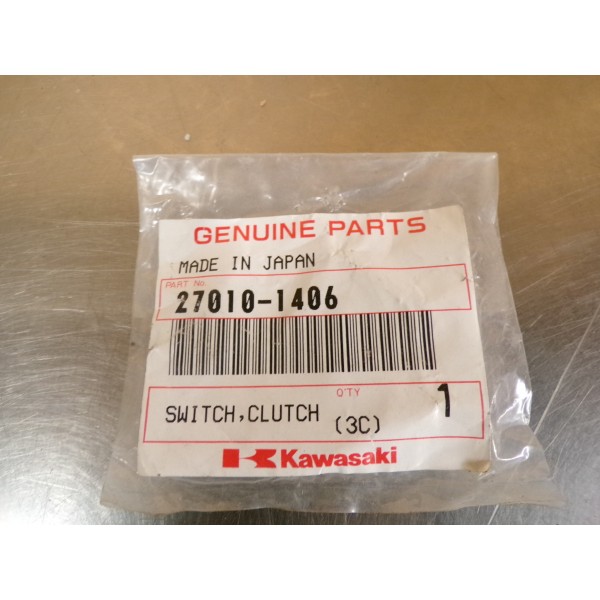 GENUINE PARTS
MADE IN JAPAN
PART No.
27010-1406
SWITCH,CLUTCH
Q'TY
(3C)
1
Kawasaki